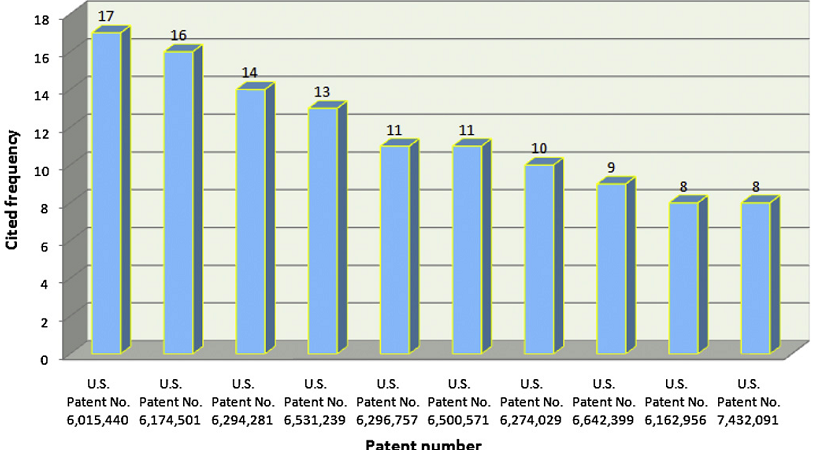 18
16
14
12
10
8
6
4
2
0
Cited frequency
17
16
14
13
11
11
10
9
8
8
U.S.
Patent No.
6,015,440
U.S.
Patent No.
6,174,501
U.S.
Patent No.
6,294,281
U.S.
Patent No.
6,531,239
U.S.
Patent No.
6,296,757
U.S.
Patent No.
6,500,571
U.S.
Patent No.
6,274,029
U.S.
Patent No.
6,642,399
U.S.
Patent No.
6,162,956
U.S.
Patent No.
7,432,091
Patent number